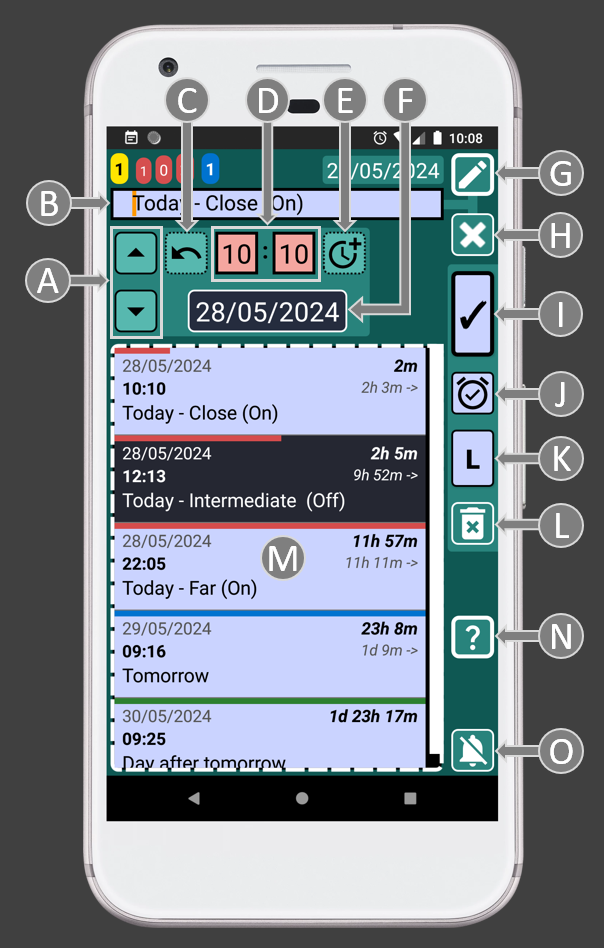 C D E F
10:08
1 1 0 1 28/05/2024 G
B Today - Close (On)
H
A 10 : 10
28/05/2024 I
28/05/2024 2m
10:10 2h 3m ->
J
Today - Close (On)
28/05/2024 2h 5m
12:13 9h 52m ->
L K
Today - Intermediate (Off)
L
28/05/2024 11h 57m
22:05 M 11h 11m ->
Today - Far (On)
29/05/2024 23h 8m
? N
09:16 1d 9m ->
Tomorrow
30/05/2024 1d 23h 17m
09:25
O
Day after tomorrow